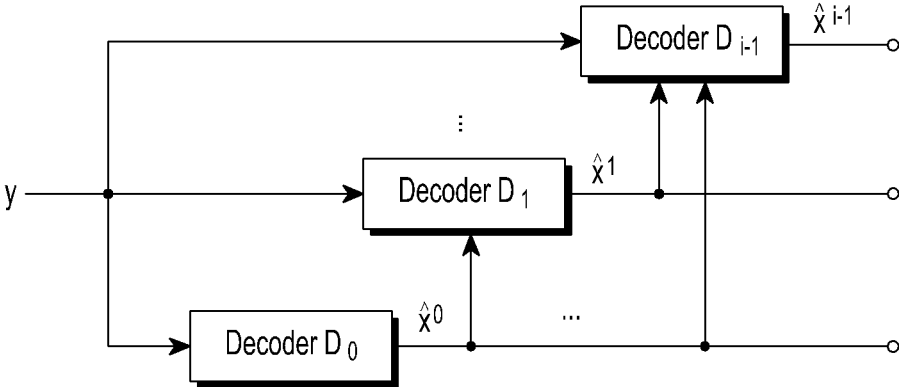 Decoder D i-1
x̂ i-1
⋮
y
Decoder D 1
x̂ 1
Decoder D 0
x̂ 0
...